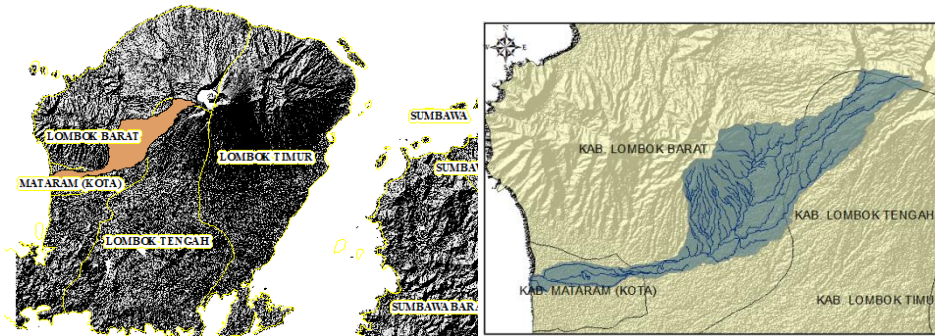 LOMBOK BARAT
LOMBOK TIMUR
MATARAM (KOTA)
LOMBOK TENGAH
SUMBAWA
SUMBAW
SUMBAWA BARA
N
W
E
S
KAB. LOMBOK BARAT
KAB. LOMBOK TENGAH
KAB. MATARAM (KOTA)
KAB. LOMBOK TIMU